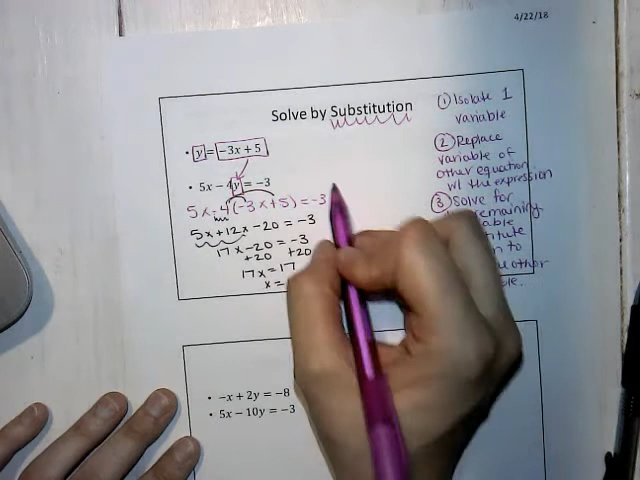 4/22/18
Solve by Substitution
• y = −3x + 5
• 5x − 4y = −3
5x - 4(-3x+5) = -3
5x + 12x - 20 = -3
17x - 20 = -3
+20 +20
17x = 17
x =
① Isolate 1
variable
② Replace
variable of
other equation
w/ the expression
③ Solve for
remaining
to
other
• −x + 2y = −8
• 5x − 10y = −3